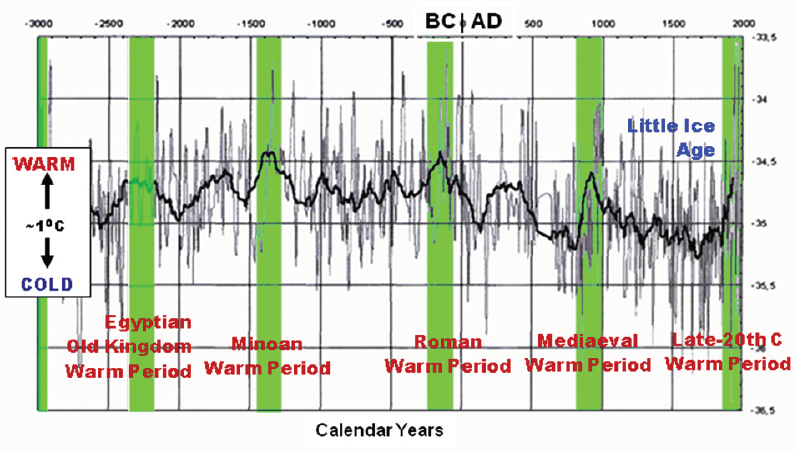 BC AD
-3000 -2500 -2000 -1500 -1000 -500 0 500 1000 1500 2000
-33,5
-34
-34,5
-35
-35,5
-36,5
Little Ice
Age
WARM
~1ºC
COLD
Egyptian
Old Kingdom
Warm Period
Minoan
Warm Period
Roman
Warm Period
Mediaeval
Warm Period
Late-20th C
Warm Period
Calendar Years